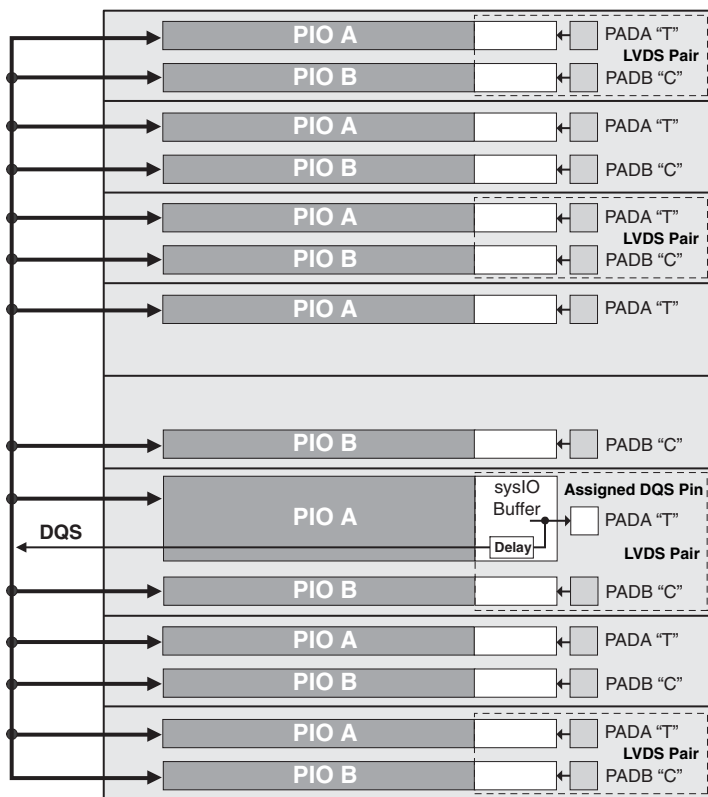 PIO A PADA “T”
LVDS Pair
PIO B PADB “C”
PIO A PADA “T”
PIO B PADB “C”
PIO A PADA “T”
LVDS Pair
PIO B PADB “C”
PIO A PADA “T”
PIO B PADB “C”
sysIO Assigned DQS Pin
Buffer
PIO A PADA “T”
DQS
Delay LVDS Pair
PIO B PADB “C”
PIO A PADA “T”
PIO B PADB “C”
PIO A PADA “T”
LVDS Pair
PIO B PADB “C”